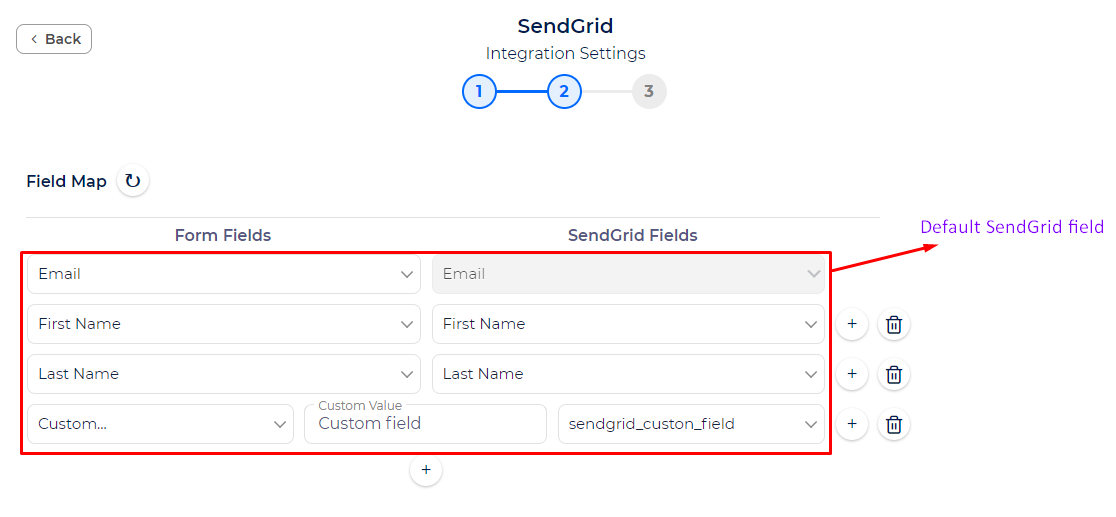 SendGrid
Back
Integration Settings
1 2 3
Field Map
Default SendGrid field
Form Fields SendGrid Fields
Email Email
First Name First Name +
Last Name Last Name +
Custom Value
Custom... Custom field sendgrid_custon_field +
+